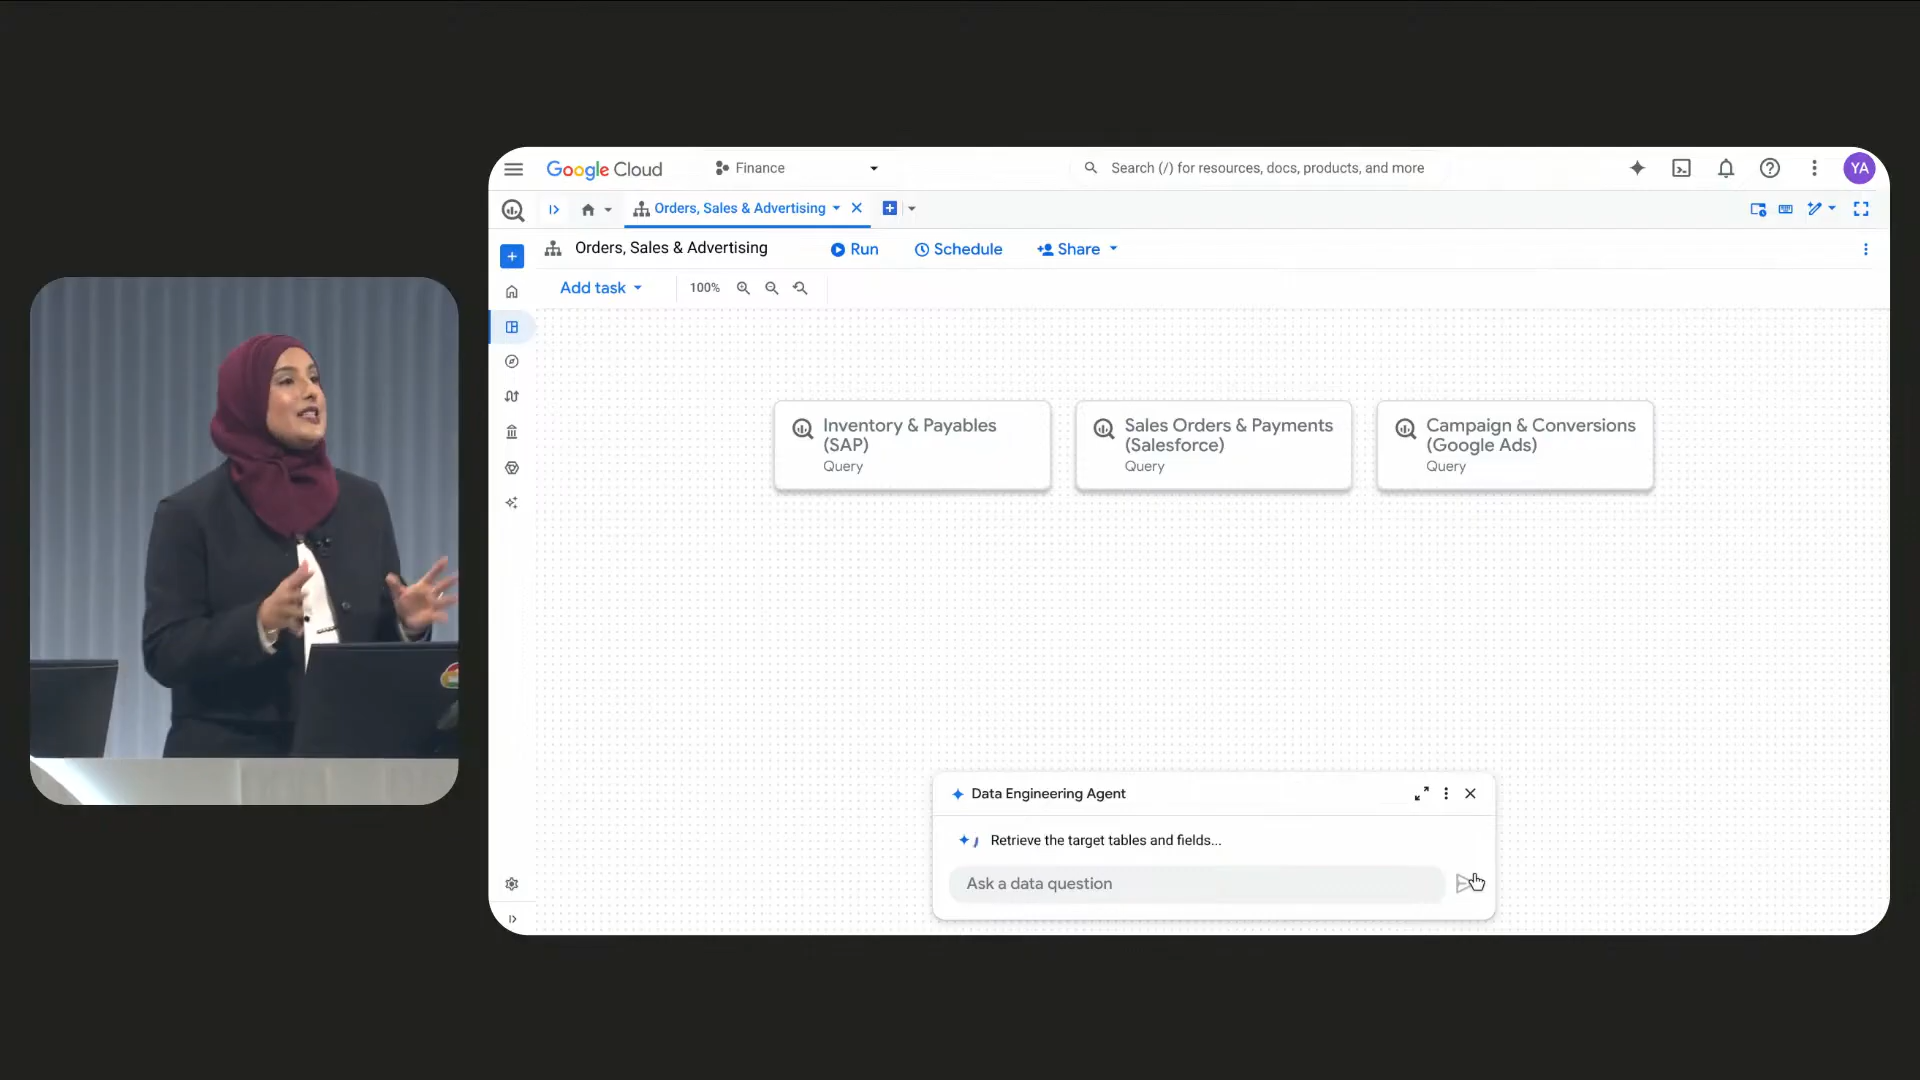 Google Cloud
Finance
Search (/) for resources, docs, products, and more
YA
Orders, Sales & Advertising
Orders, Sales & Advertising
Run
Schedule
Share
Add task
100%
Inventory & Payables
(SAP)
Query
Sales Orders & Payments
(Salesforce)
Query
Campaign & Conversions
(Google Ads)
Query
Data Engineering Agent
Retrieve the target tables and fields...
Ask a data question